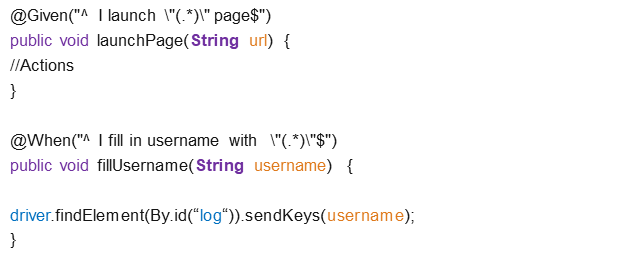 @Given("^ I launch \"(.*)\" page$")
public void launchPage(String url) {
//Actions
}
@When("^ I fill in username with \"(.*)\"$")
public void fillUsername(String username) {
driver.findElement(By.id(“log“)).sendKeys(username);
}